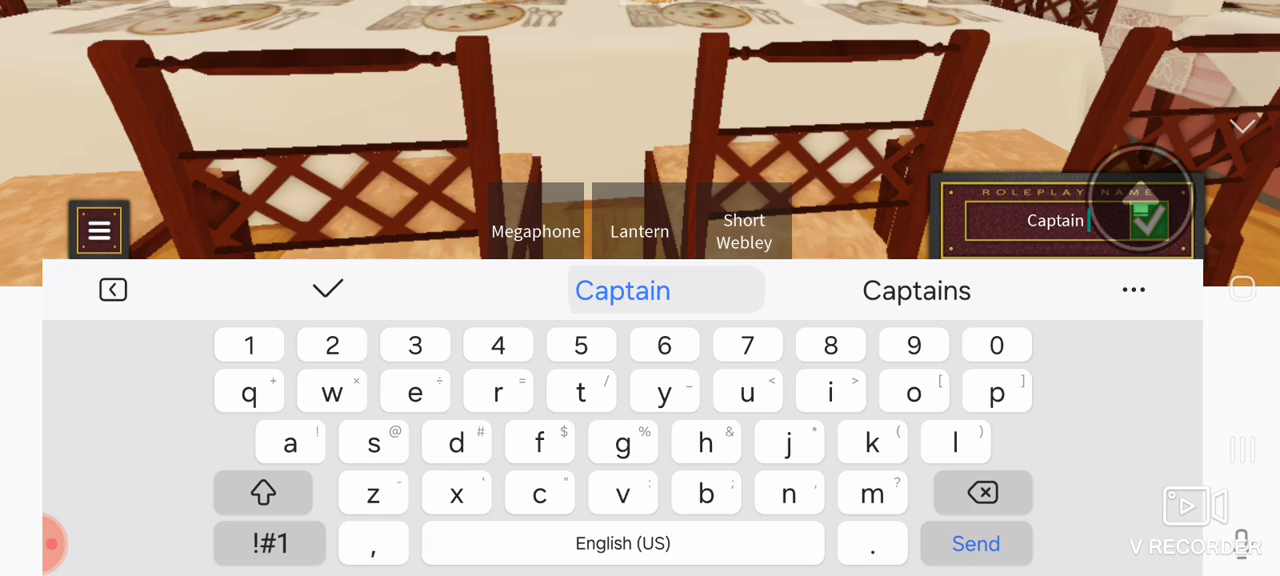 ROLEPLAY NAME
Captain
Megaphone
Lantern
Short
Webley
Captain
Captains
...
1 2 3 4 5 6 7 8 9 0
q + w × e ÷ r = t / y _ u < i > o [ p ]
a ! s @ d # f $ g % h & j * k ( l )
z - x ' c " v : b ; n , m ?
!#1 , English (US) . Send
V RECORDER